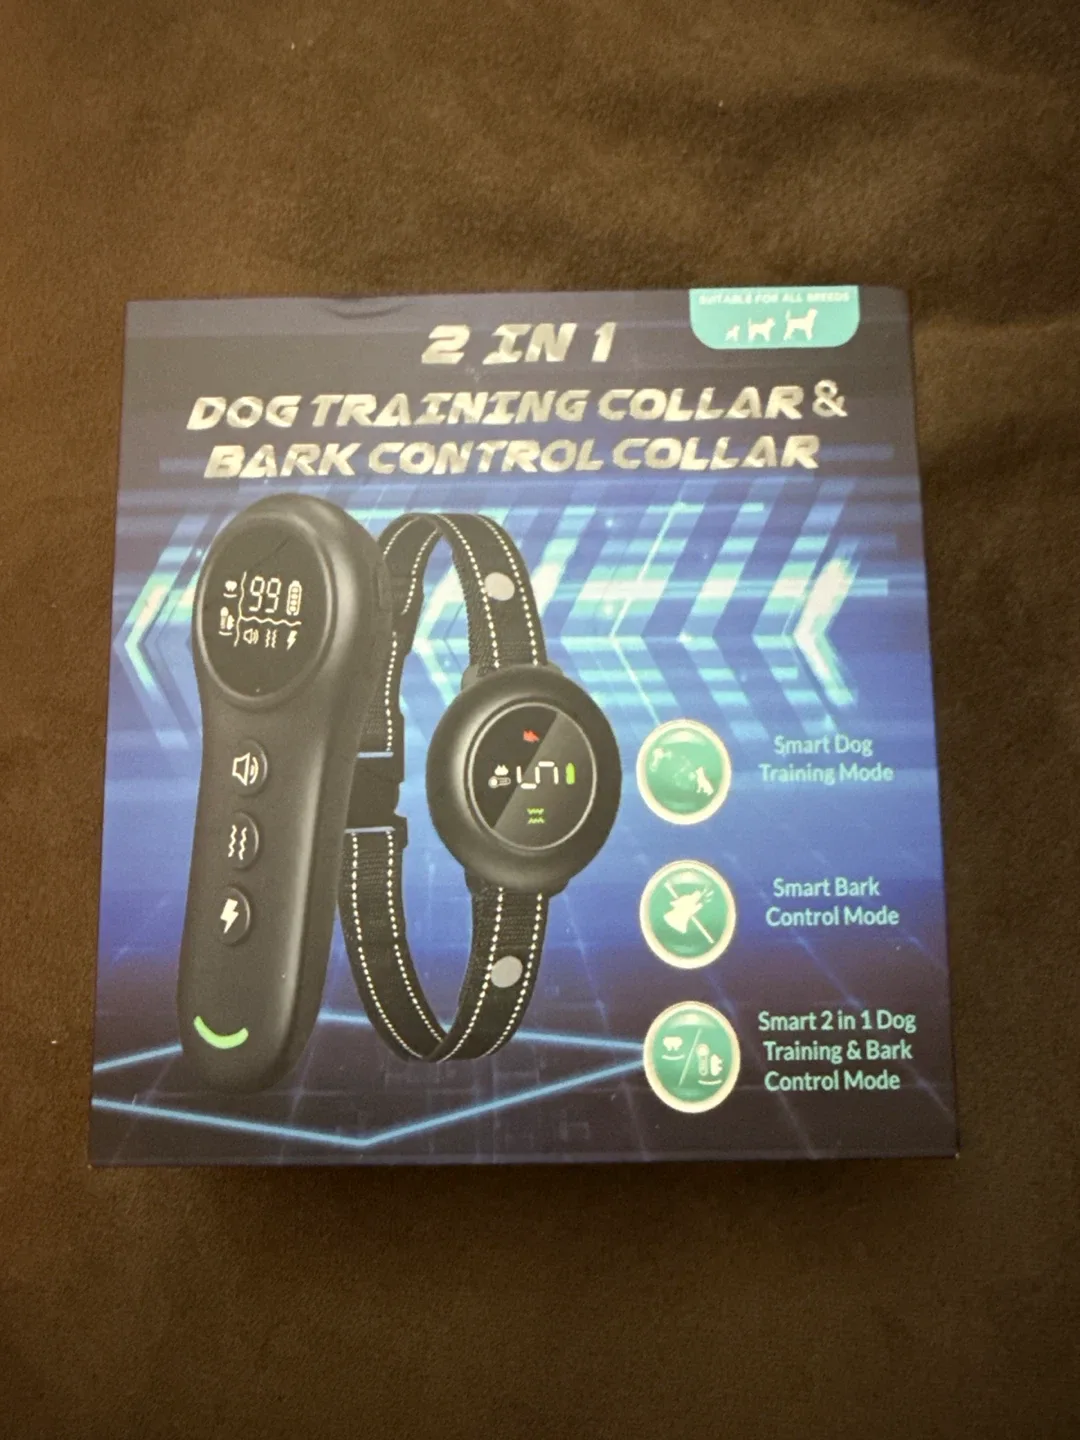 SUITABLE FOR ALL BREEDS
2 IN 1
DOG TRAINING COLLAR &
BARK CONTROL COLLAR
99
Smart Dog
Training Mode
Smart Bark
Control Mode
Smart 2 in 1 Dog
Training & Bark
Control Mode